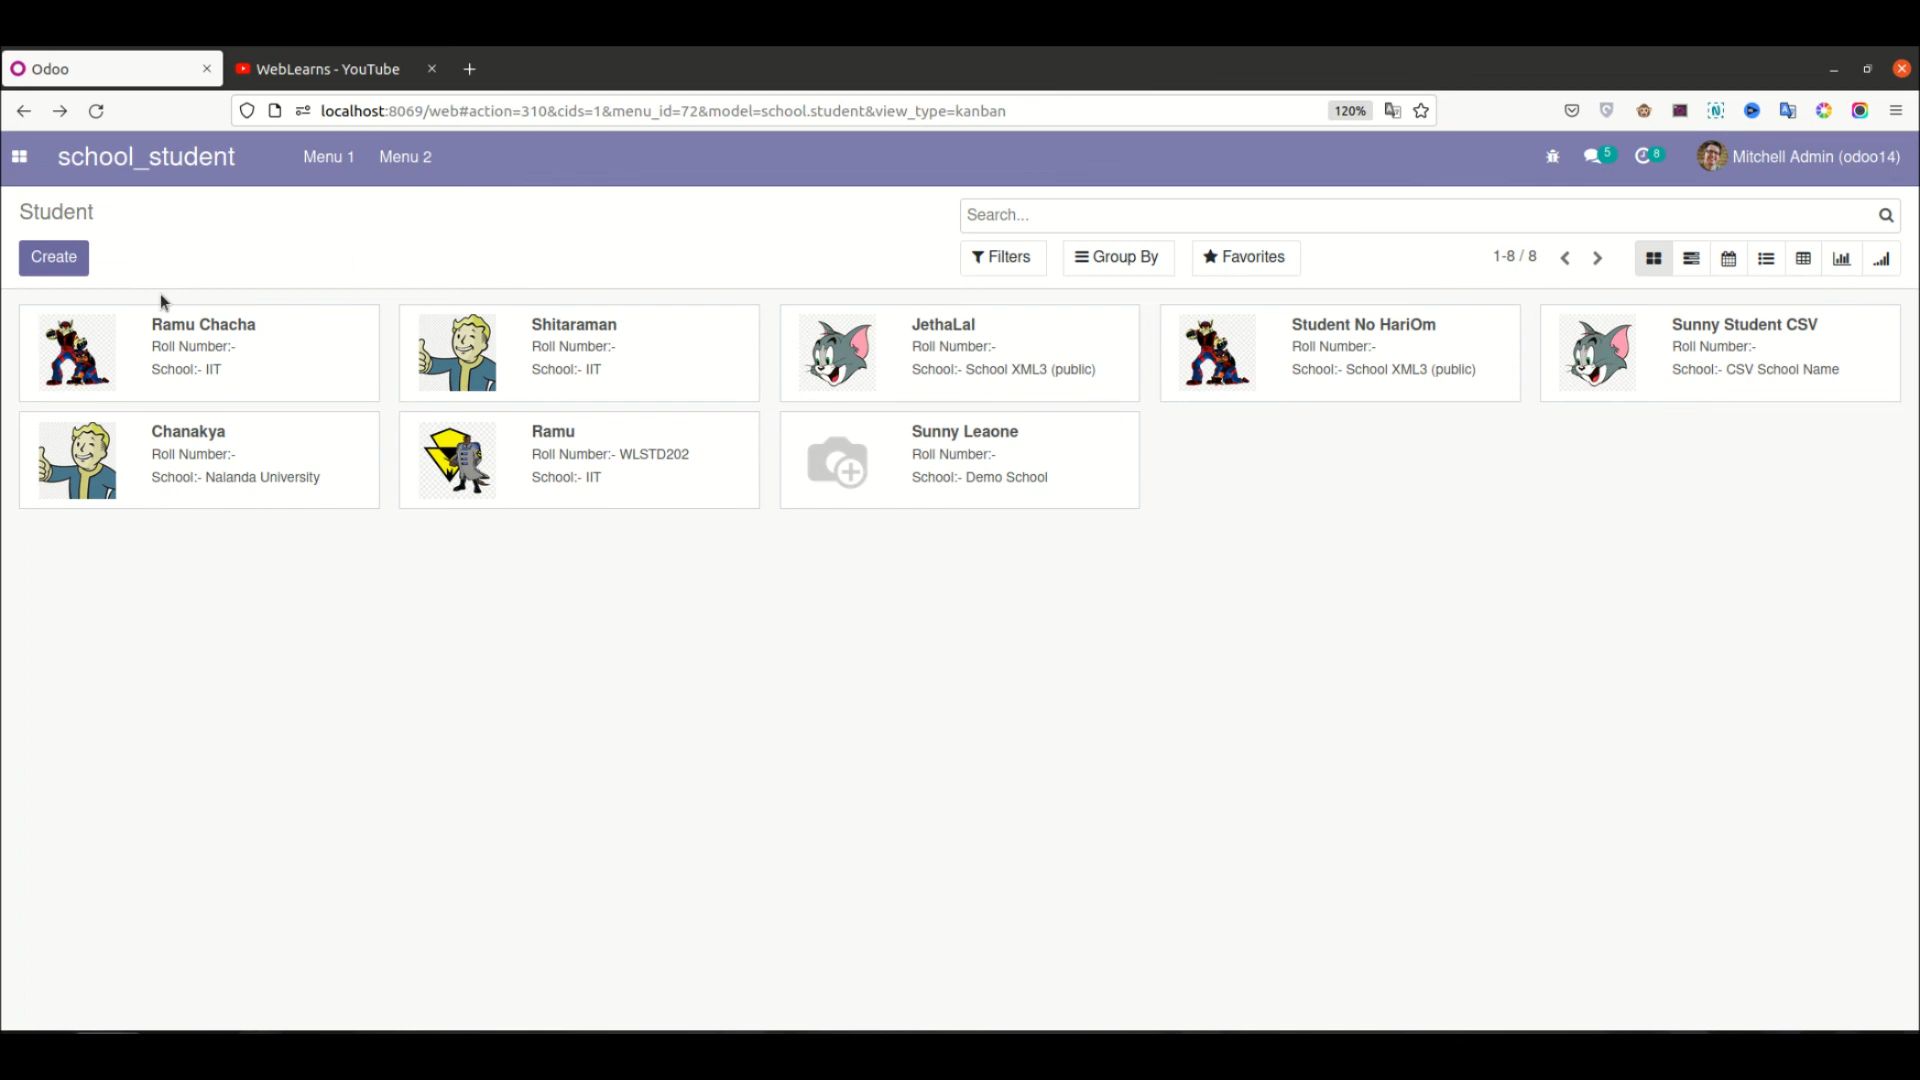 Odoo
WebLearns - YouTube
localhost:8069/web#action=310&cids=1&menu_id=72&model=school.student&view_type=kanban
120%
school_student
Menu 1
Menu 2
5
8
Mitchell Admin (odoo14)
Student
Search...
Create
Filters
Group By
Favorites
1-8 / 8
Ramu Chacha
Roll Number:-
School:- IIT
Shitaraman
Roll Number:-
School:- IIT
JethaLal
Roll Number:-
School:- School XML3 (public)
Student No HariOm
Roll Number:-
School:- School XML3 (public)
Sunny Student CSV
Roll Number:-
School:- CSV School Name
Chanakya
Roll Number:-
School:- Nalanda University
Ramu
Roll Number:- WLSTD202
School:- IIT
Sunny Leaone
Roll Number:-
School:- Demo School